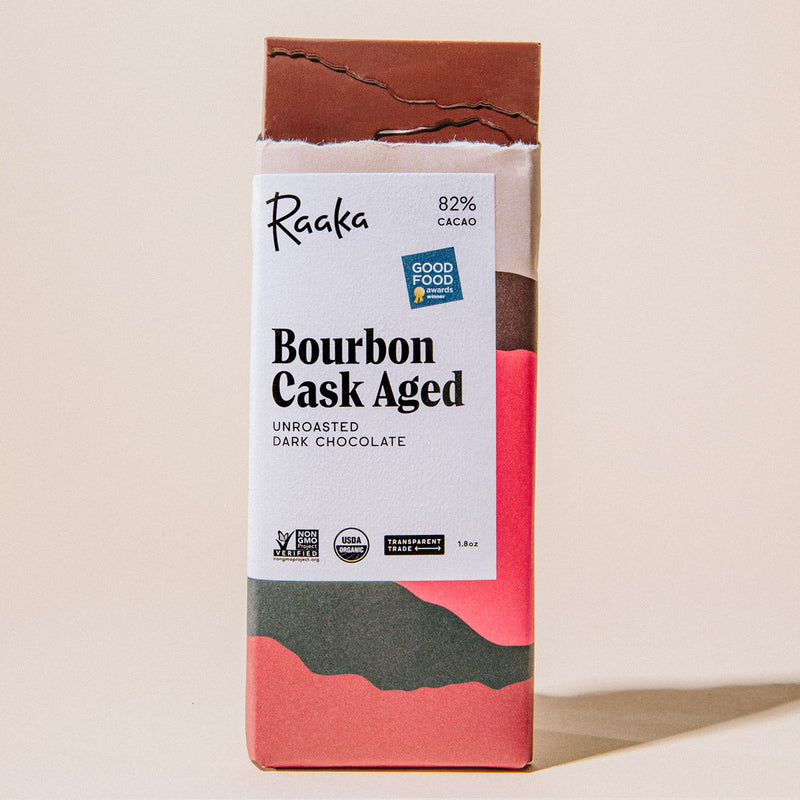 Raaka
82%
CACAO
GOOD
FOOD
awards
winner
Bourbon
Cask Aged
UNROASTED
DARK CHOCOLATE
NON
GMO
Project
VERIFIED
nongmoproject.org
USDA
ORGANIC
TRANSPARENT
TRADE
1.8oz